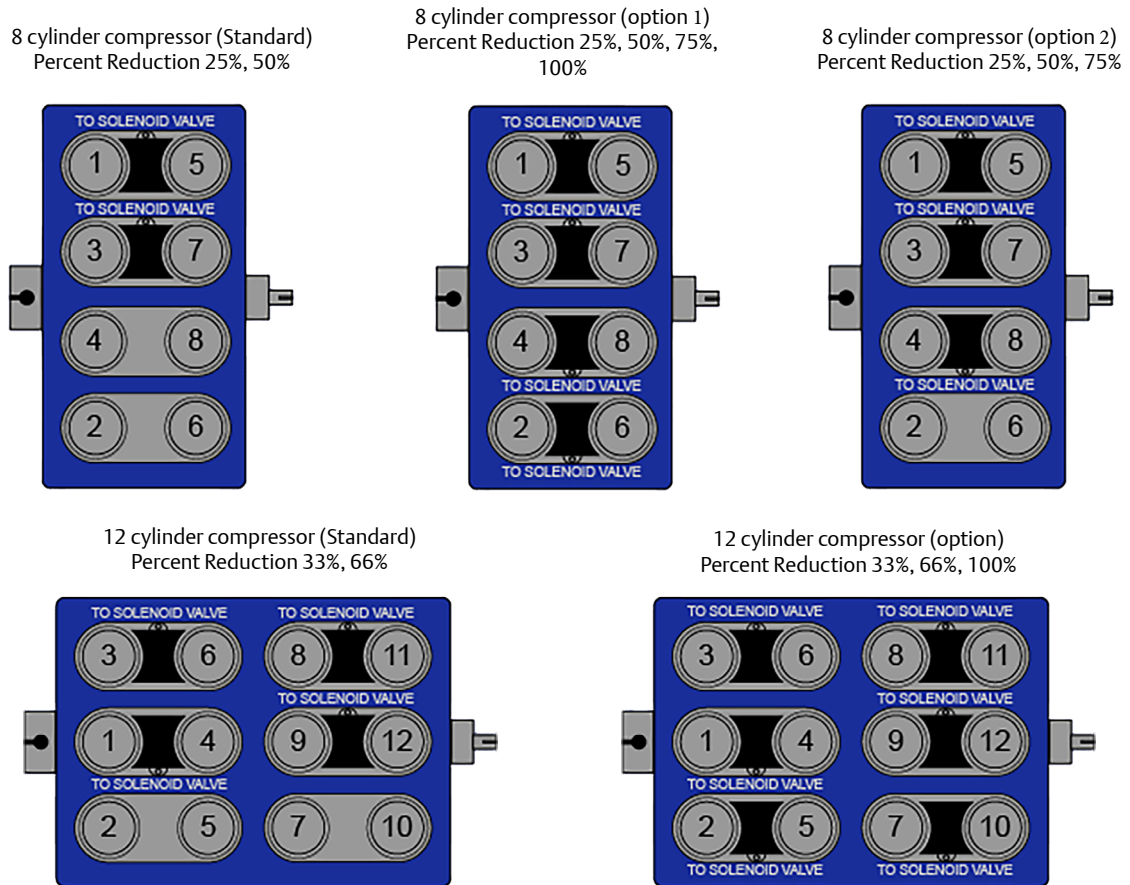 8 cylinder compressor (Standard)
Percent Reduction 25%, 50%
TO SOLENOID VALVE
1 5
TO SOLENOID VALVE
3 7
4 8
2 6
8 cylinder compressor (option 1)
Percent Reduction 25%, 50%, 75%,
100%
TO SOLENOID VALVE
1 5
TO SOLENOID VALVE
3 7
4 8
TO SOLENOID VALVE
2 6
TO SOLENOID VALVE
8 cylinder compressor (option 2)
Percent Reduction 25%, 50%, 75%
TO SOLENOID VALVE
1 5
TO SOLENOID VALVE
3 7
4 8
TO SOLENOID VALVE
2 6
12 cylinder compressor (Standard)
Percent Reduction 33%, 66%
TO SOLENOID VALVE TO SOLENOID VALVE
3 6 8 11
TO SOLENOID VALVE
1 4 9 12
TO SOLENOID VALVE
2 5 7 10
12 cylinder compressor (option)
Percent Reduction 33%, 66%, 100%
TO SOLENOID VALVE TO SOLENOID VALVE
3 6 8 11
TO SOLENOID VALVE
1 4 9 12
TO SOLENOID VALVE
2 5 7 10
TO SOLENOID VALVE TO SOLENOID VALVE